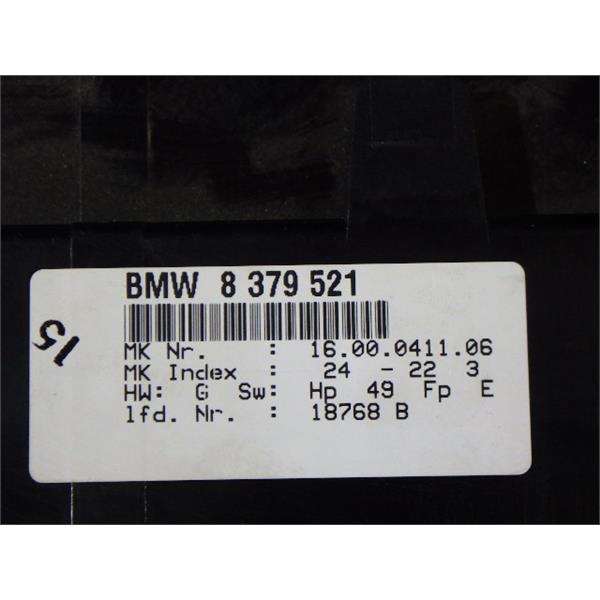 BMW 8 379 521
MK Nr. : 16.00.0411.06
MK Index : 24 - 22 3
HW: G Sw: Hp 49 Fp E
lfd. Nr. : 18768 B
15